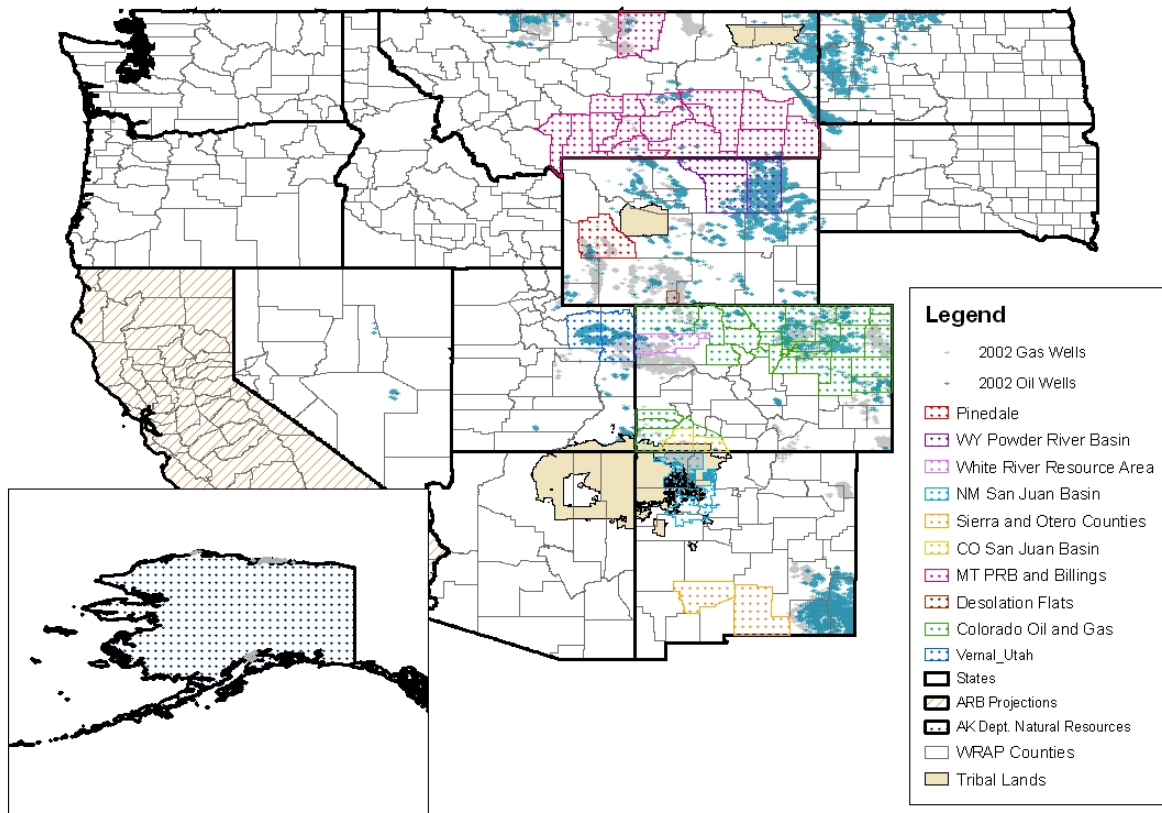 Legend
2002 Gas Wells
2002 Oil Wells
Pinedale
WY Powder River Basin
White River Resource Area
NM San Juan Basin
Sierra and Otero Counties
CO San Juan Basin
MT PRB and Billings
Desolation Flats
Colorado Oil and Gas
Vernal_Utah
States
ARB Projections
AK Dept. Natural Resources
WRAP Counties
Tribal Lands